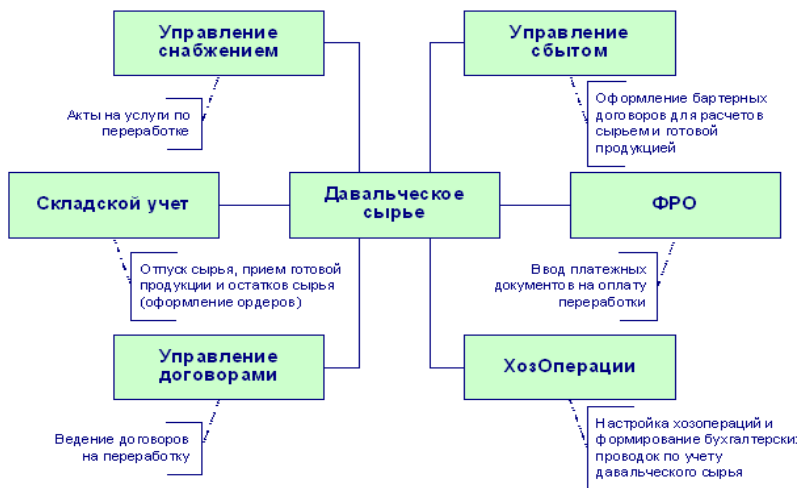 Управление
снабжением
Управление
сбытом
Акты на услуги по
переработке
Оформление бартерных
договоров для расчетов
сырьем и готовой
продукцией
Складской учет
Давальческое
сырье
ФРО
Отпуск сырья, прием готовой
продукции и остатков сырья
(оформление ордеров)
Ввод платежных
документов на оплату
переработки
Управление
договорами
ХозОперации
Ведение договоров
на переработку
Настройка хозопераций и
формирование бухгалтерских
проводок по учету
давальческого сырья